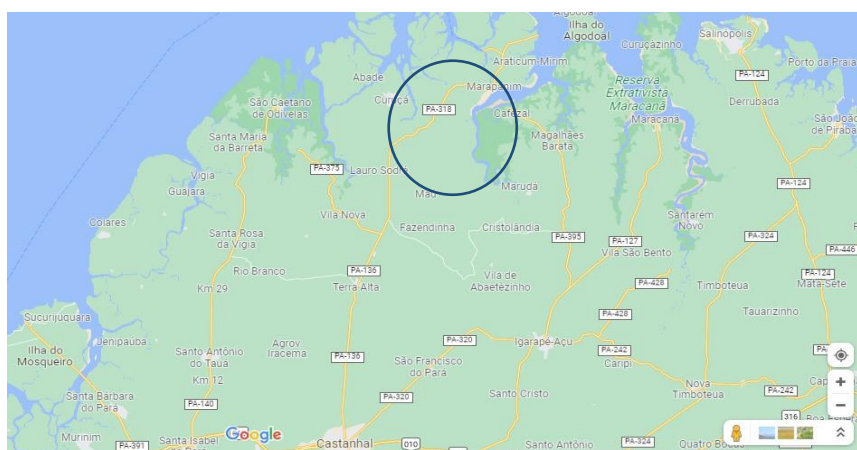 Algodoal
Ilha do
Algodoal
Curuçázinho
Salinópolis
Araticum-Mirim
Porto da Praia
Abade
Marapanim
Reserva
Extrativista
Maracanã
PA-124
Curuçá
São Caetano
de Odivelas
PA-318
Derrubada
Cafezal
Maracanã
São João
de Piraba
Santa Maria
da Barreta
Magalhães
Barata
Vigia
PA-375
Lauro Sodré
Guajara
Maú
Marudá
PA-124
Colares
Vila Nova
Santarém
Novo
Santa Rosa
da Vigia
Fazendinha
Cristolândia
PA-395
PA-127
PA-324
PA-446
Vila São Bento
Rio Branco
PA-136
Terra Alta
Vila de
Abaetézinho
PA-428
Timboteua
PA-124
Mata-Sete
Km 29
Sucurijuquara
PA-428
Tauarizinho
Jenipauba
Ilha do
Mosqueiro
Santo Antônio
do Tauá
Agrov.
Iracema
PA-136
PA-320
Igarapé-Açu
PA-242
Caripi
São Francisco
do Pará
Km 12
Santa Bárbara
do Pará
PA-140
PA-320
Santo Cristo
Nova
Timboteua
PA-242
316
Murinim
PA-391
Santa Isabel
Google
Castanhal
010
Santo Antônio
PA-324
Quatro Bocas